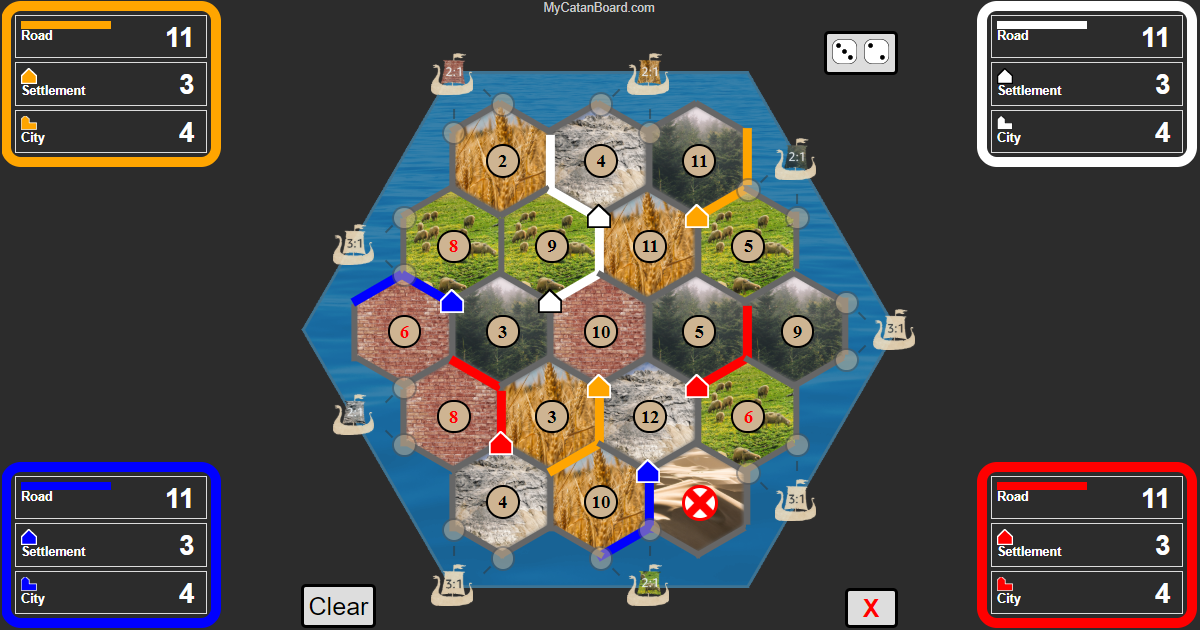 MyCatanBoard.com
Road 11
Settlement 3
City 4
Road 11
Settlement 3
City 4
2:1
2:1
2:1
2 4 11
3:1
8 9 11 5
6 3 10 5 9
3:1
2:1
8 3 12 6
4 10
3:1
3:1
2:1
Road 11
Settlement 3
City 4
Clear
X
Road 11
Settlement 3
City 4